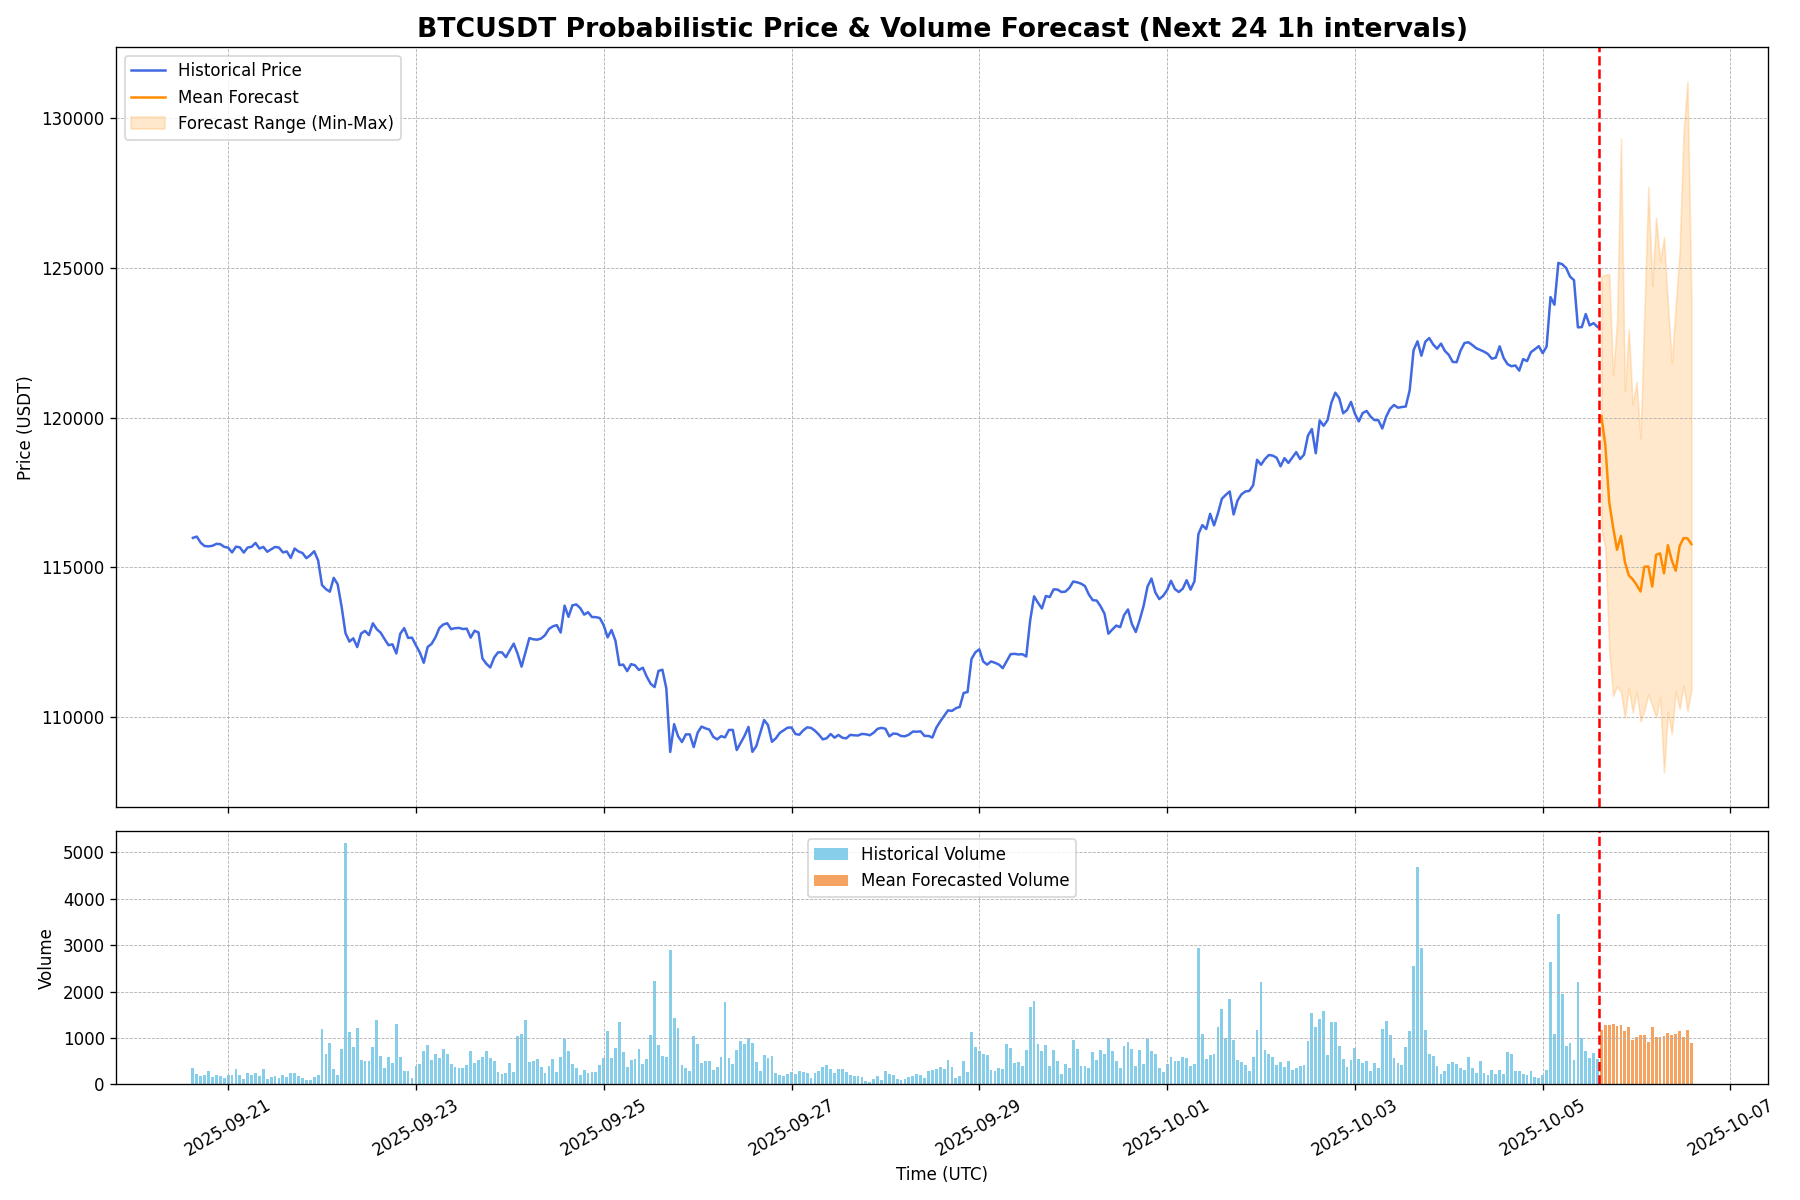 BTCUSDT Probabilistic Price & Volume Forecast (Next 24 1h intervals)
Historical Price
Mean Forecast
Forecast Range (Min-Max)
130000
125000
120000
115000
110000
Price (USDT)
Historical Volume
Mean Forecasted Volume
5000
4000
3000
2000
1000
0
Volume
2025-09-21
2025-09-23
2025-09-25
2025-09-27
2025-09-29
2025-10-01
2025-10-03
2025-10-05
2025-10-07
Time (UTC)